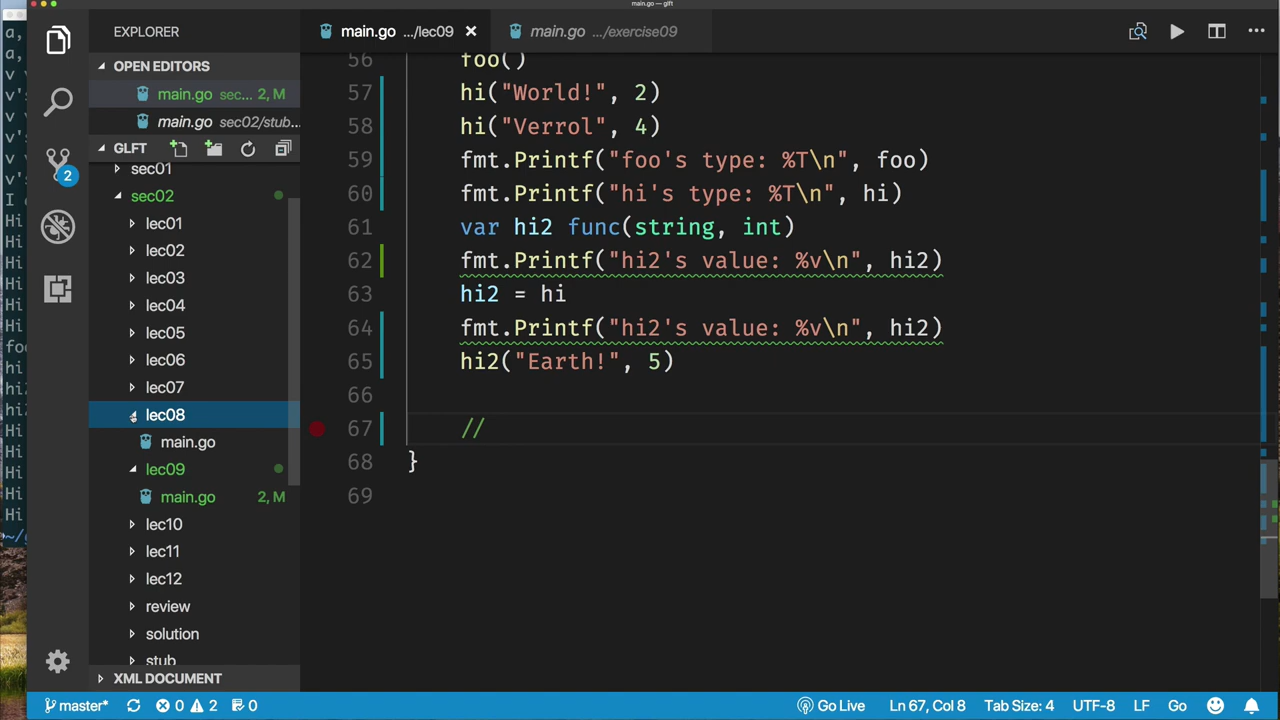 main.go — gift
EXPLORER
main.go .../lec09
main.go .../exercise09
OPEN EDITORS
main.go sec... 2, M
main.go sec02/stub...
GLFT
sec01
sec02
lec01
lec02
lec03
lec04
lec05
lec06
lec07
lec08
main.go
lec09
main.go 2, M
lec10
lec11
lec12
review
solution
stub
XML DOCUMENT
2
56 foo()
57 hi("World!", 2)
58 hi("Verrol", 4)
59 fmt.Printf("foo's type: %T\n", foo)
60 fmt.Printf("hi's type: %T\n", hi)
61 var hi2 func(string, int)
62 fmt.Printf("hi2's value: %v\n", hi2)
63 hi2 = hi
64 fmt.Printf("hi2's value: %v\n", hi2)
65 hi2("Earth!", 5)
66
67 //
68 }
69
master* 0 2 0 Go Live Ln 67, Col 8 Tab Size: 4 UTF-8 LF Go